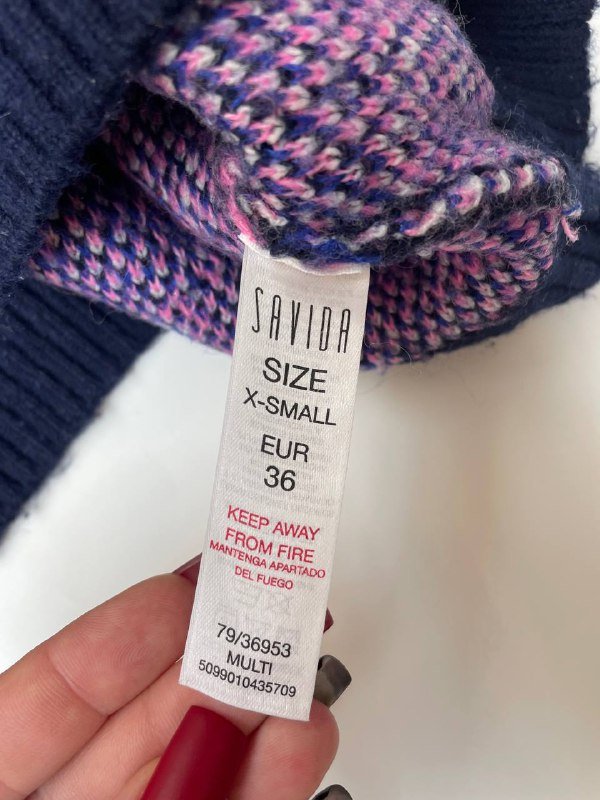 SAVIDA
SIZE
X-SMALL
EUR
36
KEEP AWAY
FROM FIRE
MANTENGA APARTADO
DEL FUEGO
79/36953
MULTI
5099010435709